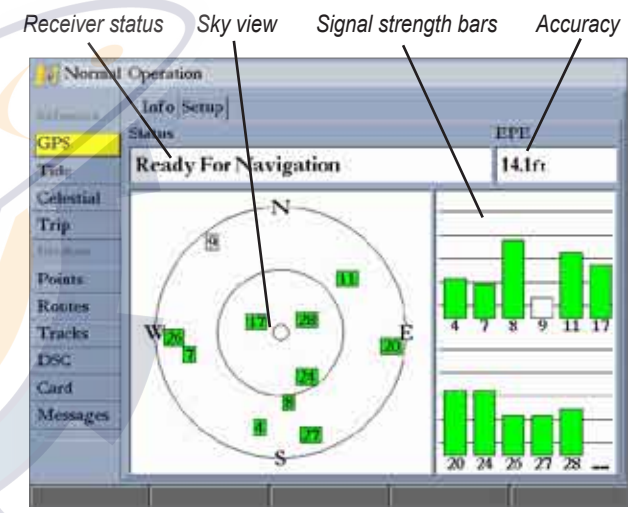 Receiver status Sky view Signal strength bars Accuracy
Normal Operation
Info Setup
Status EPE
GPS
Ready For Navigation 14.1ft
Tide
Celestial
Trip
Points
Routes
Tracks
DSC
Card
Messages
N
9
11
17 28
W E
26 20
7
24
8
4 27
S
4 7 8 9 11 17
20 24 26 27 28 __